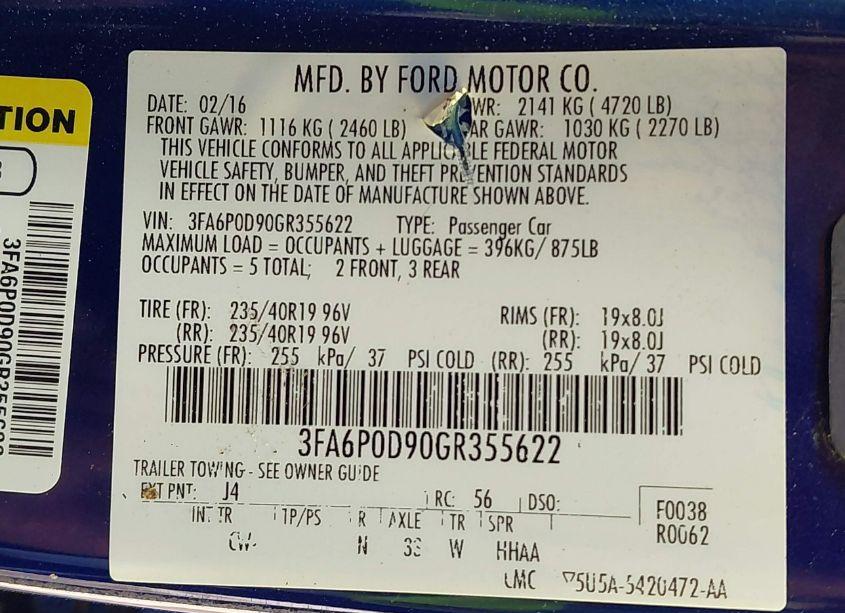 TION
3FA6P0D90GR355622
MFD. BY FORD MOTOR CO.
DATE: 02/16 WR: 2141 KG ( 4720 LB)
FRONT GAWR: 1116 KG ( 2460 LB) AR GAWR: 1030 KG ( 2270 LB)
THIS VEHICLE CONFORMS TO ALL APPLIC LE FEDERAL MOTOR
VEHICLE SAFETY, BUMPER, AND THEFT PREVENTION STANDARDS
IN EFFECT ON THE DATE OF MANUFACTURE SHOWN ABOVE.
VIN: 3FA6P0D90GR355622 TYPE: Passenger Car
MAXIMUM LOAD = OCCUPANTS + LUGGAGE = 396KG/ 875LB
OCCUPANTS = 5 TOTAL; 2 FRONT, 3 REAR
TIRE (FR): 235/40R19 96V RIMS (FR): 19x8.0J
(RR): 235/40R19 96V (RR): 19x8.0J
PRESSURE (FR): 255 kPa/ 37 PSI COLD (RR): 255 kPa/ 37 PSI COLD
3FA6P0D90GR355622
TRAILER TOWING - SEE OWNER GUIDE
EXT PNT: J4 RC: 56 DSO: F0038
R0062
INT TR TP/PS R AXLE TR SPR
CW N 38 W HHAA
5U5A-5420472-AA